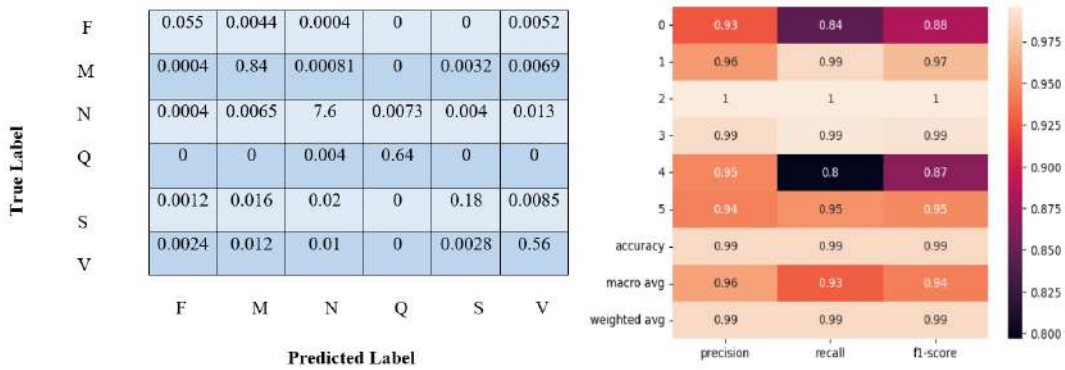 True Label
F 0.055 0.0044 0.0004 0 0 0.0052
M 0.0004 0.84 0.00081 0 0.0032 0.0069
N 0.0004 0.0065 7.6 0.0073 0.004 0.013
Q 0 0 0.004 0.64 0 0
S 0.0012 0.016 0.02 0 0.18 0.0085
V 0.0024 0.012 0.01 0 0.0028 0.56
F M N Q S V
Predicted Label
0 0.93 0.84 0.88
1 0.96 0.99 0.97
2 1 1 1
3 0.99 0.99 0.99
4 0.95 0.8 0.87
5 0.94 0.95 0.95
accuracy 0.99 0.99 0.99
macro avg 0.96 0.93 0.94
weighted avg 0.99 0.99 0.99
precision recall f1-score
0.975
0.950
0.925
0.900
0.875
0.850
0.825
0.800